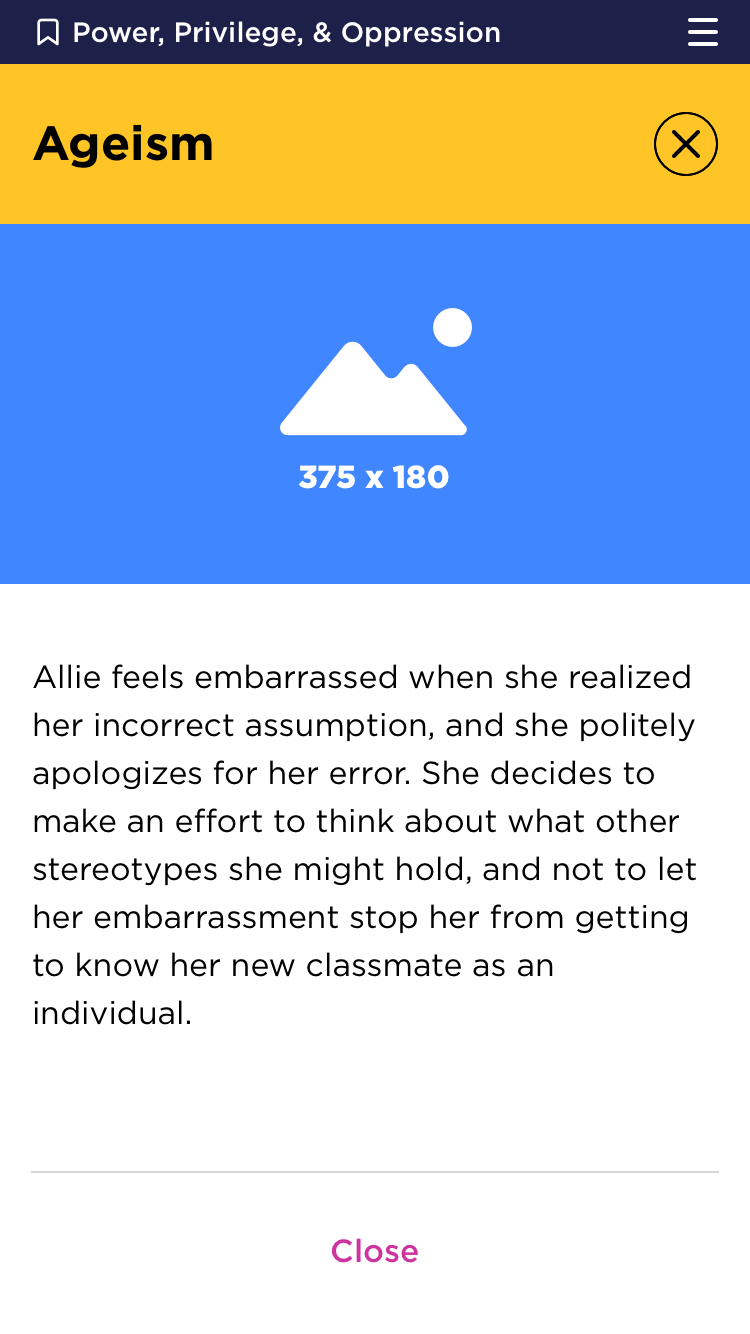 Power, Privilege, & Oppression
Ageism
375 x 180
Allie feels embarrassed when she realized
her incorrect assumption, and she politely
apologizes for her error. She decides to
make an effort to think about what other
stereotypes she might hold, and not to let
her embarrassment stop her from getting
to know her new classmate as an
individual.
Close